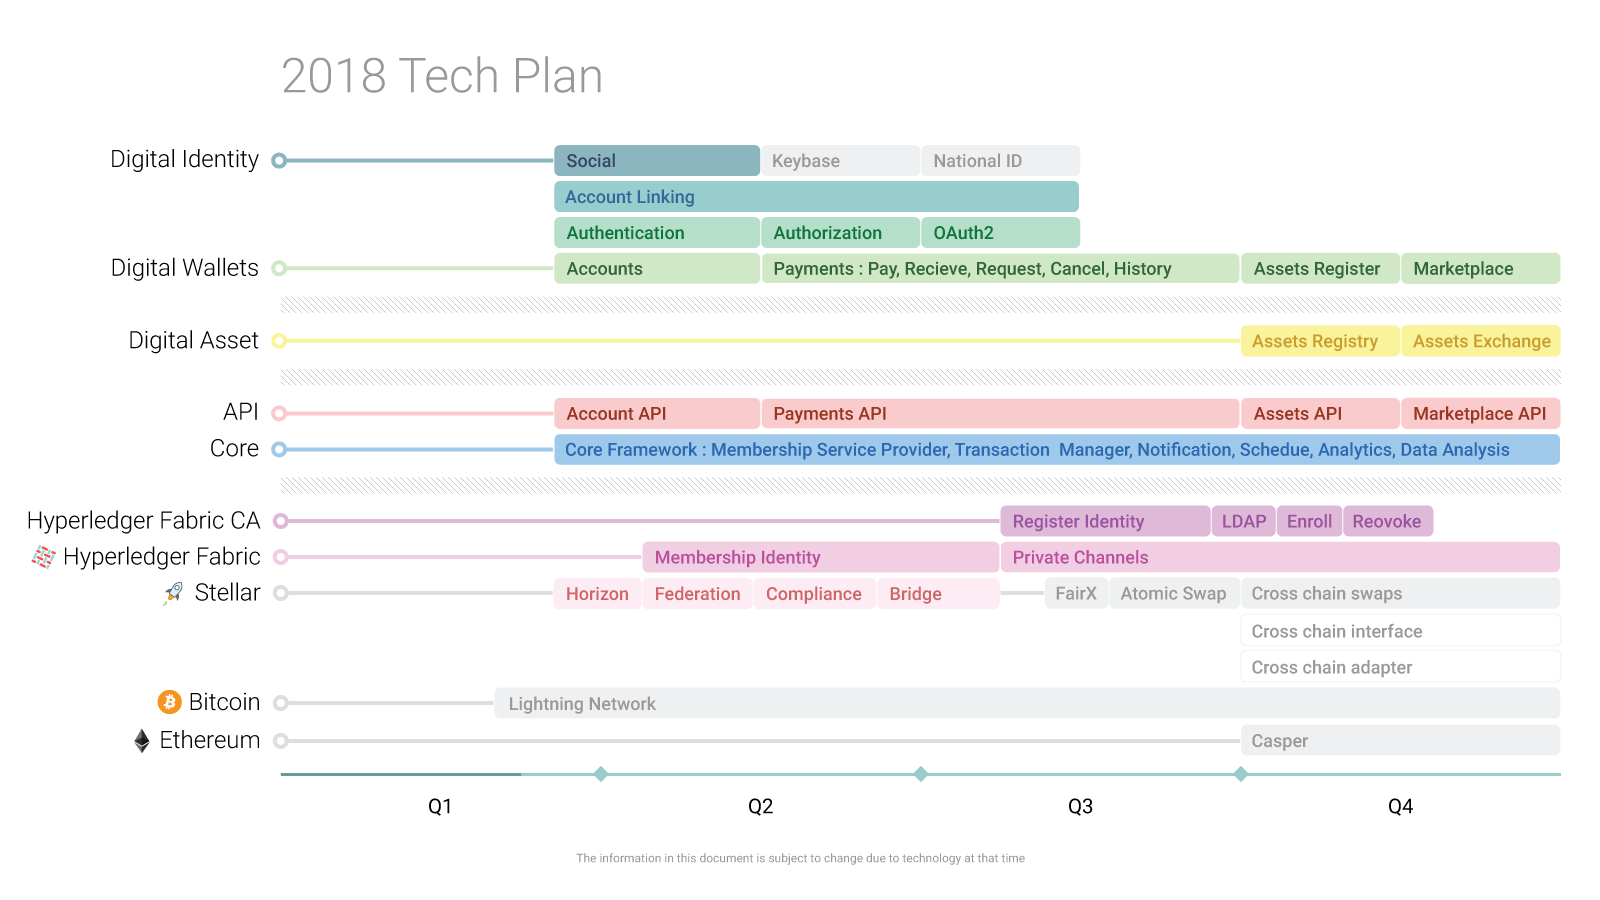 2018 Tech Plan
Digital Identity
Social
Keybase
National ID
Account Linking
Authentication
Authorization
OAuth2
Digital Wallets
Accounts
Payments : Pay, Recieve, Request, Cancel, History
Assets Register
Marketplace
Digital Asset
Assets Registry
Assets Exchange
API
Account API
Payments API
Assets API
Marketplace API
Core
Core Framework : Membership Service Provider, Transaction  Manager, Notification, Schedue, Analytics, Data Analysis
Hyperledger Fabric CA
Register Identity
LDAP
Enroll
Reovoke
Hyperledger Fabric
Membership Identity
Private Channels
Stellar
Horizon
Federation
Compliance
Bridge
FairX
Atomic Swap
Cross chain swaps
Cross chain interface
Cross chain adapter
Bitcoin
Lightning Network
Ethereum
Casper
Q1
Q2
Q3
Q4
The information in this document is subject to change due to technology at that time